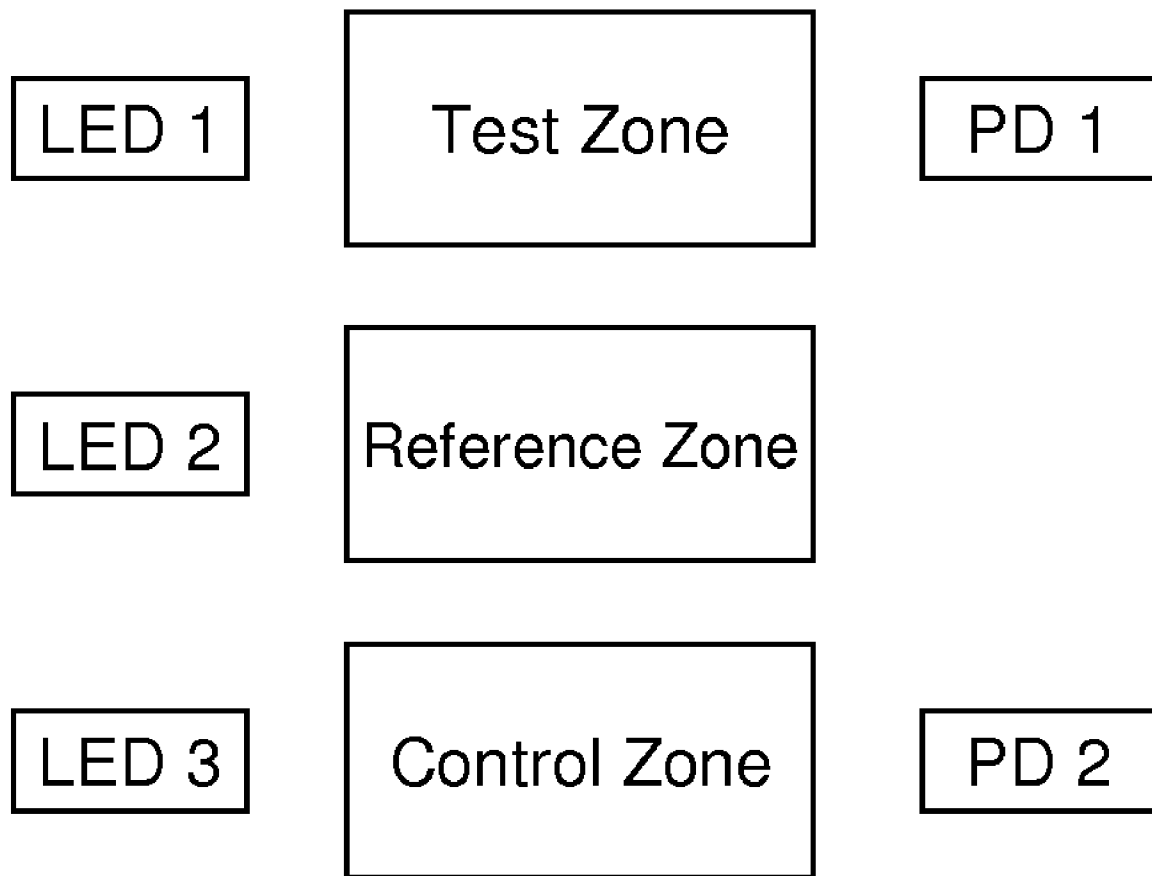 LED 1
Test Zone
PD 1
LED 2
Reference Zone
LED 3
Control Zone
PD 2